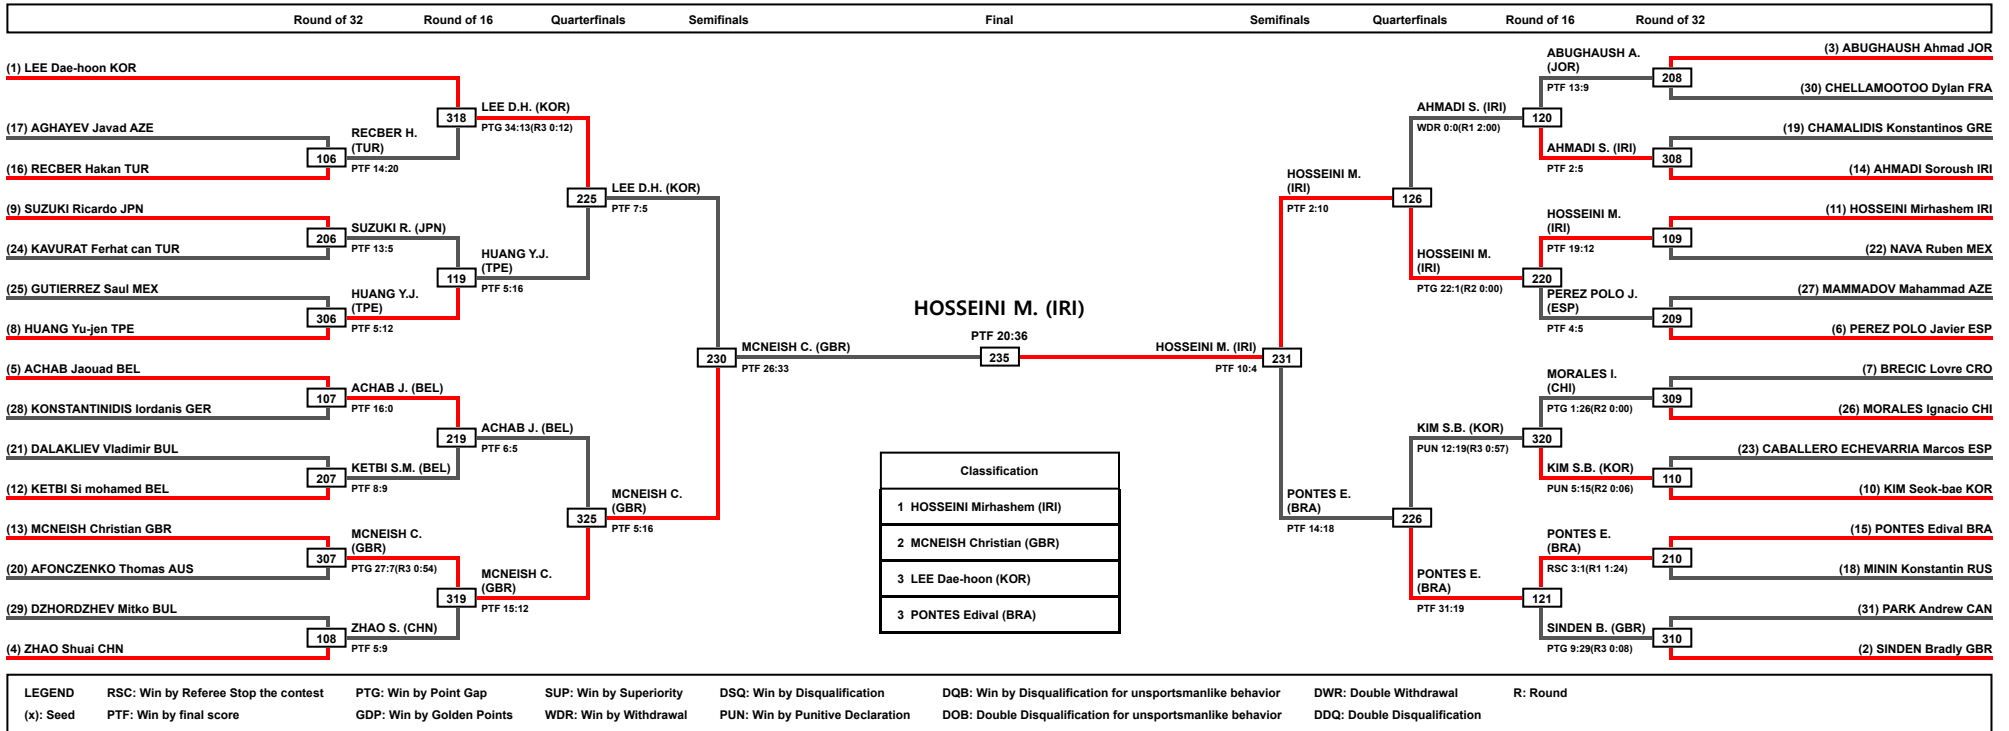 Round of 32 Round of 16 Quarterfinals Semifinals Final Semifinals Quarterfinals Round of 16 Round of 32
(1) LEE Dae-hoon KOR
(17) AGHAYEV Javad AZE
(16) RECBER Hakan TUR
(9) SUZUKI Ricardo JPN
(24) KAVURAT Ferhat can TUR
(25) GUTIERREZ Saul MEX
(8) HUANG Yu-jen TPE
(5) ACHAB Jaouad BEL
(28) KONSTANTINIDIS Iordanis GER
(21) DALAKLIEV Vladimir BUL
(12) KETBI Si mohamed BEL
(13) MCNEISH Christian GBR
(20) AFONCZENKO Thomas AUS
(29) DZHORDZHEV Mitko BUL
(4) ZHAO Shuai CHN
106
RECBER H.
(TUR)
PTF 14:20
206
SUZUKI R. (JPN)
PTF 13:5
306
HUANG Y.J.
(TPE)
PTF 5:12
107
ACHAB J. (BEL)
PTF 16:0
207
KETBI S.M. (BEL)
PTF 8:9
307
MCNEISH C.
(GBR)
PTG 27:7(R3 0:54)
108
ZHAO S. (CHN)
PTF 5:9
318
LEE D.H. (KOR)
PTG 34:13(R3 0:12)
119
HUANG Y.J.
(TPE)
PTF 5:16
219
ACHAB J. (BEL)
PTF 6:5
319
MCNEISH C.
(GBR)
PTF 15:12
225
LEE D.H. (KOR)
PTF 7:5
325
MCNEISH C.
(GBR)
PTF 5:16
230
MCNEISH C. (GBR)
PTF 26:33
HOSSEINI M. (IRI)
PTF 20:36
235
HOSSEINI M. (IRI)
PTF 10:4
231
Classification
1 HOSSEINI Mirhashem (IRI)
2 MCNEISH Christian (GBR)
3 LEE Dae-hoon (KOR)
3 PONTES Edival (BRA)
HOSSEINI M.
(IRI)
PTF 2:10
126
PONTES E.
(BRA)
PTF 14:18
226
AHMADI S. (IRI)
WDR 0:0(R1 2:00)
120
HOSSEINI M.
(IRI)
PTG 22:1(R2 0:00)
220
KIM S.B. (KOR)
PUN 12:19(R3 0:57)
320
PONTES E.
(BRA)
PTF 31:19
121
ABUGHAUSH A.
(JOR)
PTF 13:9
208
AHMADI S. (IRI)
PTF 2:5
308
HOSSEINI M.
(IRI)
PTF 19:12
109
PEREZ POLO J.
(ESP)
PTF 4:5
209
MORALES I.
(CHI)
PTG 1:26(R2 0:00)
309
KIM S.B. (KOR)
PUN 5:15(R2 0:06)
110
PONTES E.
(BRA)
RSC 3:1(R1 1:24)
210
SINDEN B. (GBR)
PTG 9:29(R3 0:08)
310
(3) ABUGHAUSH Ahmad JOR
(30) CHELLAMOOTOO Dylan FRA
(19) CHAMALIDIS Konstantinos GRE
(14) AHMADI Soroush IRI
(11) HOSSEINI Mirhashem IRI
(22) NAVA Ruben MEX
(27) MAMMADOV Mahammad AZE
(6) PEREZ POLO Javier ESP
(7) BRECIC Lovre CRO
(26) MORALES Ignacio CHI
(23) CABALLERO ECHEVARRIA Marcos ESP
(10) KIM Seok-bae KOR
(15) PONTES Edival BRA
(18) MININ Konstantin RUS
(31) PARK Andrew CAN
(2) SINDEN Bradly GBR
LEGEND RSC: Win by Referee Stop the contest PTG: Win by Point Gap SUP: Win by Superiority DSQ: Win by Disqualification DQB: Win by Disqualification for unsportsmanlike behavior DWR: Double Withdrawal R: Round
(x): Seed PTF: Win by final score GDP: Win by Golden Points WDR: Win by Withdrawal PUN: Win by Punitive Declaration DOB: Double Disqualification for unsportsmanlike behavior DDQ: Double Disqualification